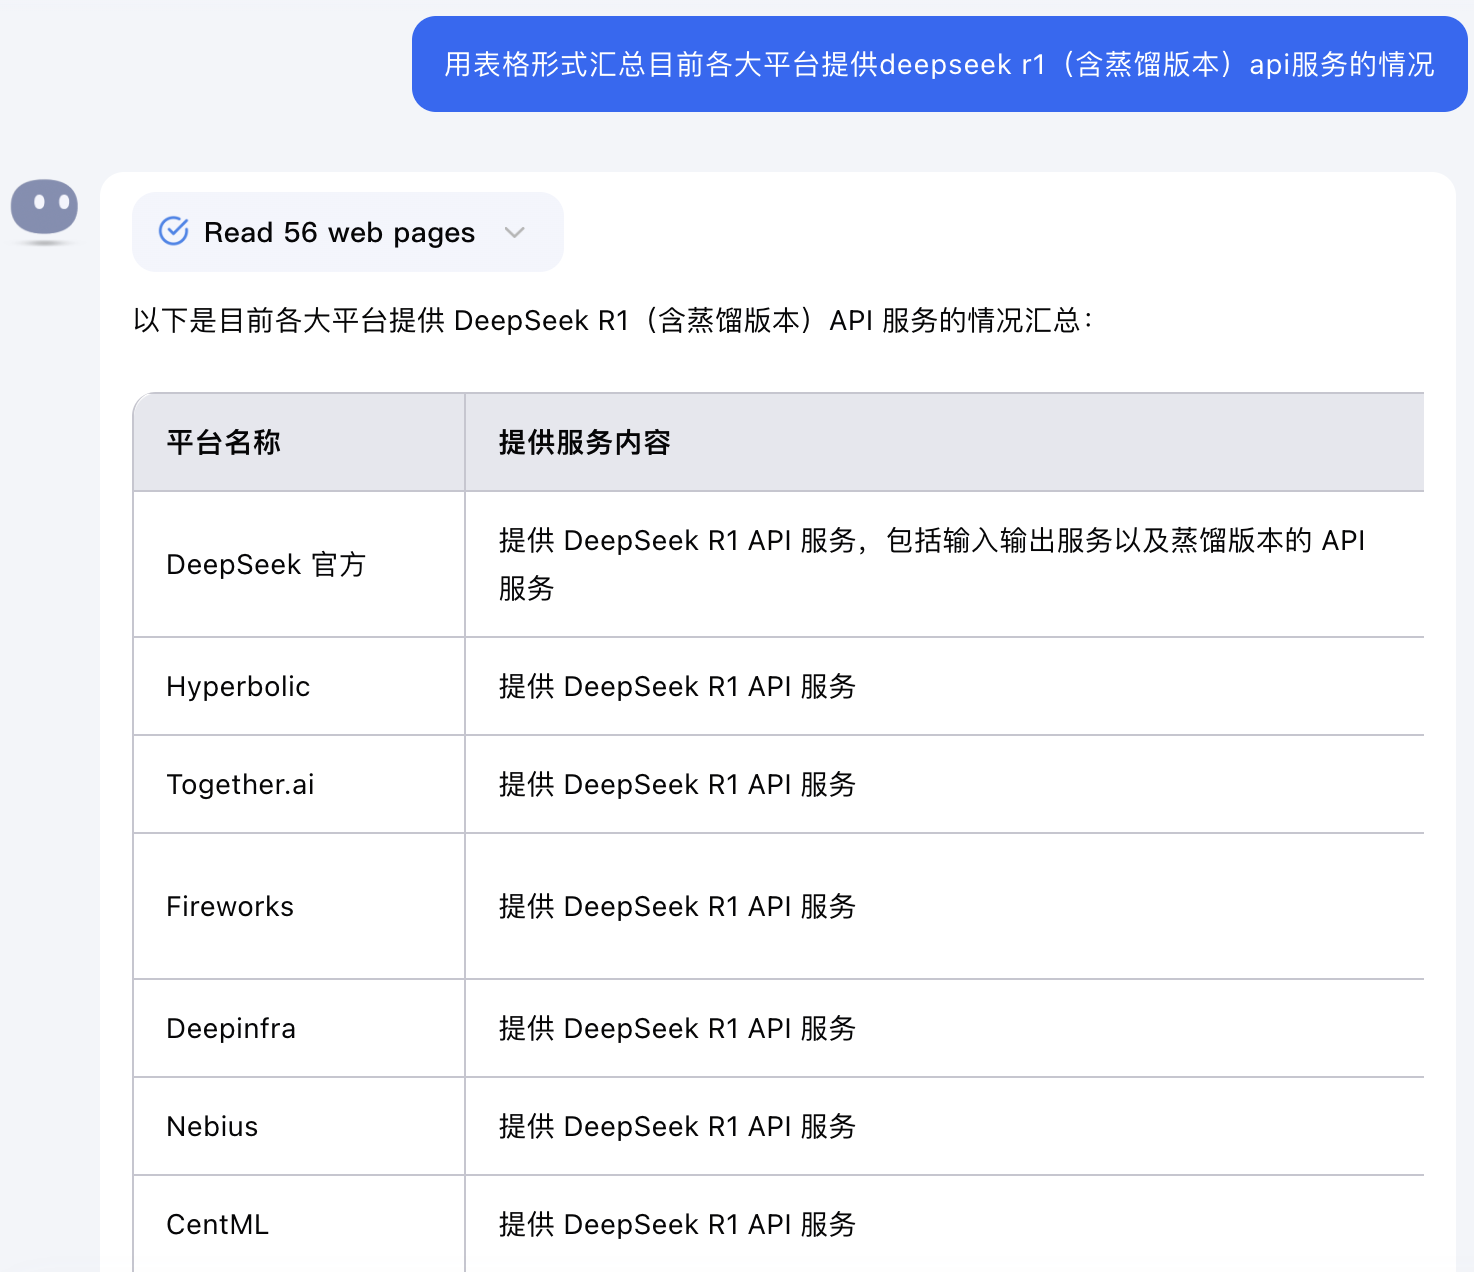 用表格形式汇总目前各大平台提供deepseek r1（含蒸馏版本）api服务的情况
Read 56 web pages
以下是目前各大平台提供 DeepSeek R1（含蒸馏版本）API 服务的情况汇总：
平台名称 提供服务内容
DeepSeek 官方 提供 DeepSeek R1 API 服务，包括输入输出服务以及蒸馏版本的 API
服务
Hyperbolic 提供 DeepSeek R1 API 服务
Together.ai 提供 DeepSeek R1 API 服务
Fireworks 提供 DeepSeek R1 API 服务
Deepinfra 提供 DeepSeek R1 API 服务
Nebius 提供 DeepSeek R1 API 服务
CentML 提供 DeepSeek R1 API 服务